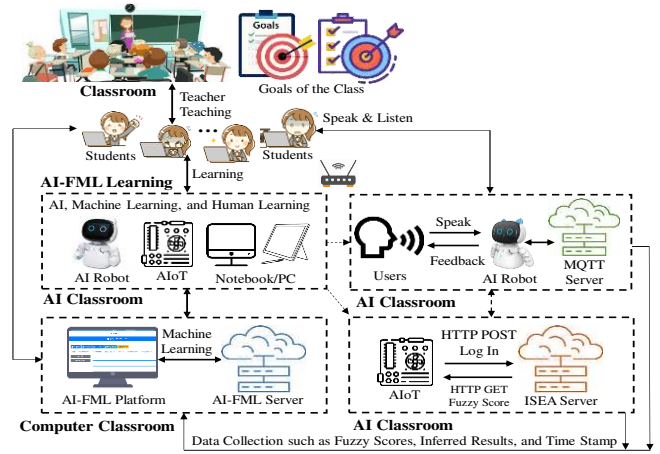 Goals
Classroom
Goals of the Class
Teacher
Teaching
Speak & Listen
Students
Students
Learning
AI-FML Learning
AI, Machine Learning, and Human Learning
AI Robot
AIoT
Notebook/PC
AI Classroom
Speak
Feedback
Users
AI Robot
MQTT
Server
AI Classroom
Machine
Learning
AI-FML Platform
AI-FML Server
Computer Classroom
HTTP POST
Log In
HTTP GET
Fuzzy Score
AIoT
ISEA Server
AI Classroom
Data Collection such as Fuzzy Scores, Inferred Results, and Time Stamp